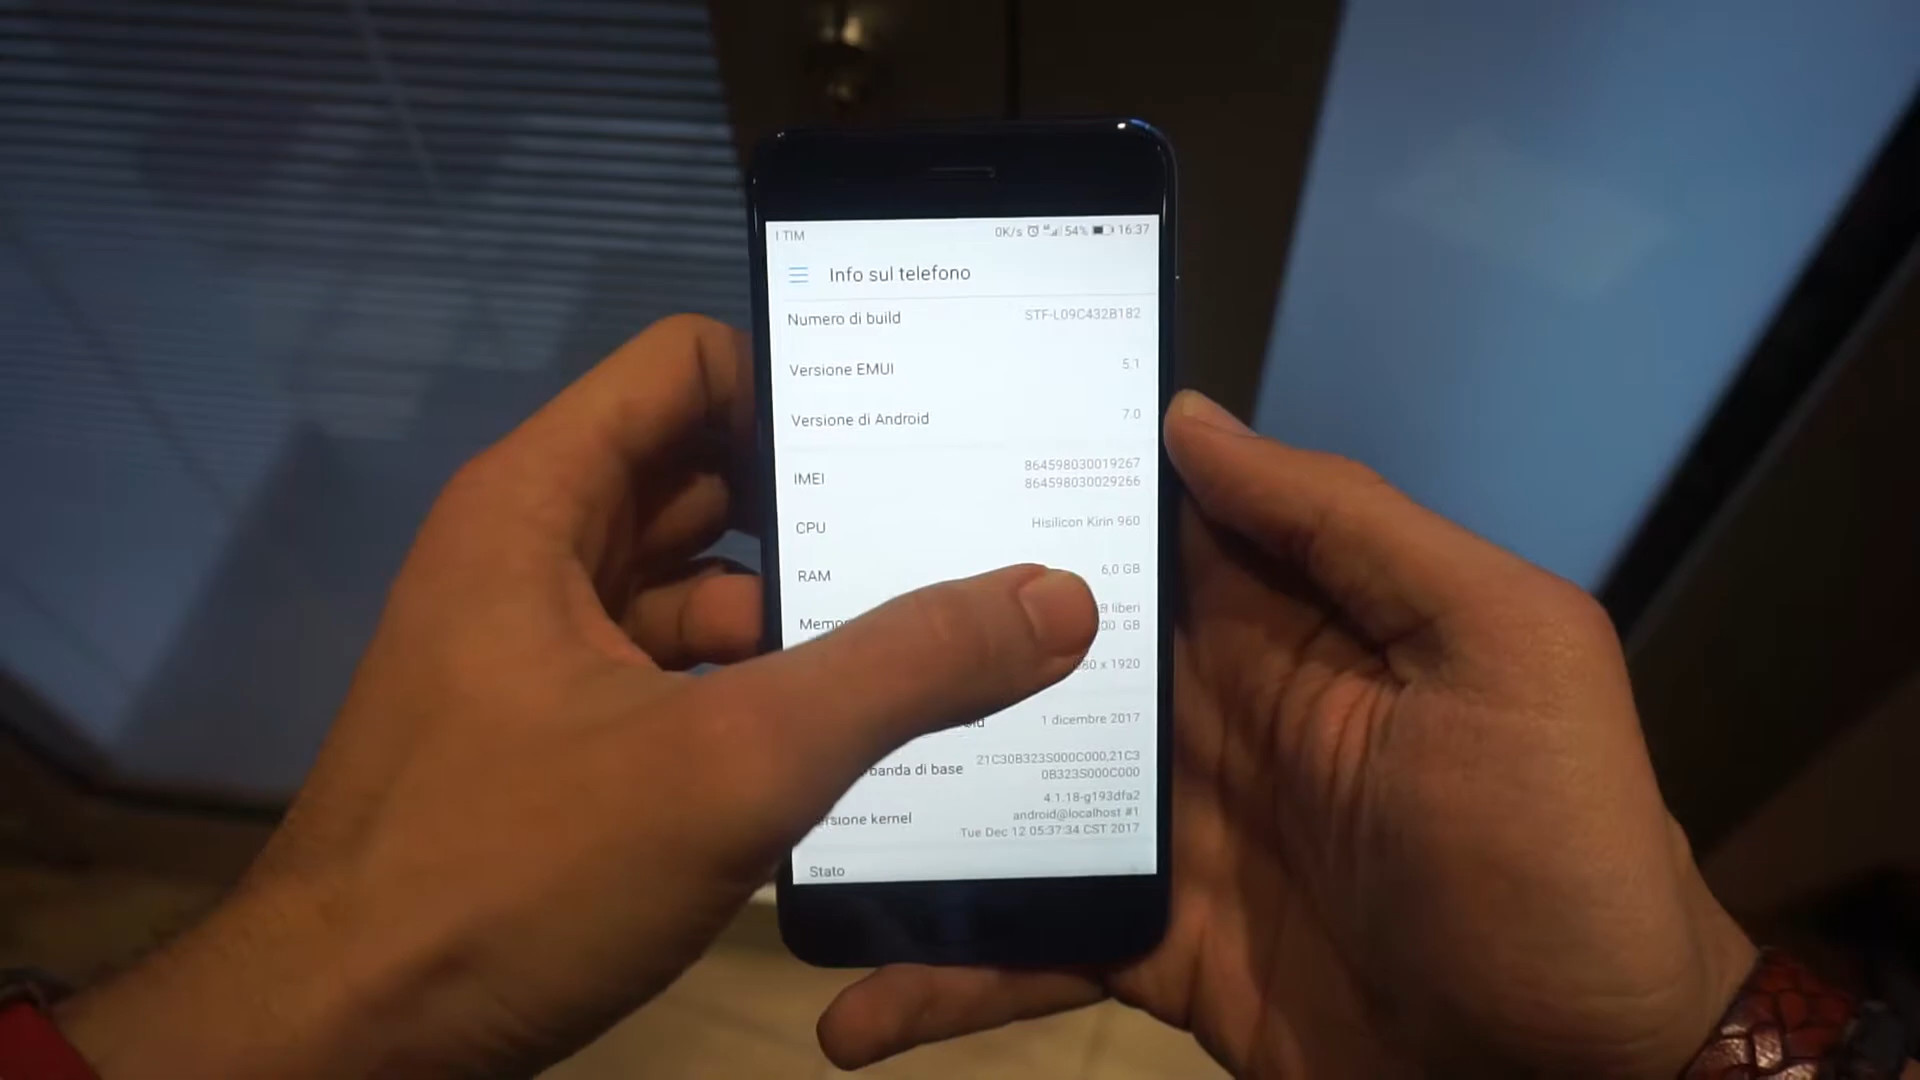 I TIM 0K/s 54% 16:37
Info sul telefono
Numero di build STF-L09C432B182
Versione EMUI 5.1
Versione di Android 7.0
IMEI 864598030019267
864598030029266
CPU Hisilicon Kirin 960
RAM 6,0 GB
liberi
GB
x 1920
1 dicembre 2017
banda di base 21C30B323S000C000,21C3
0B323S000C000
kernel 4.1.18-g193dfa2
android@localhost #1
Tue Dec 12 05:37:34 CST 2017
Stato